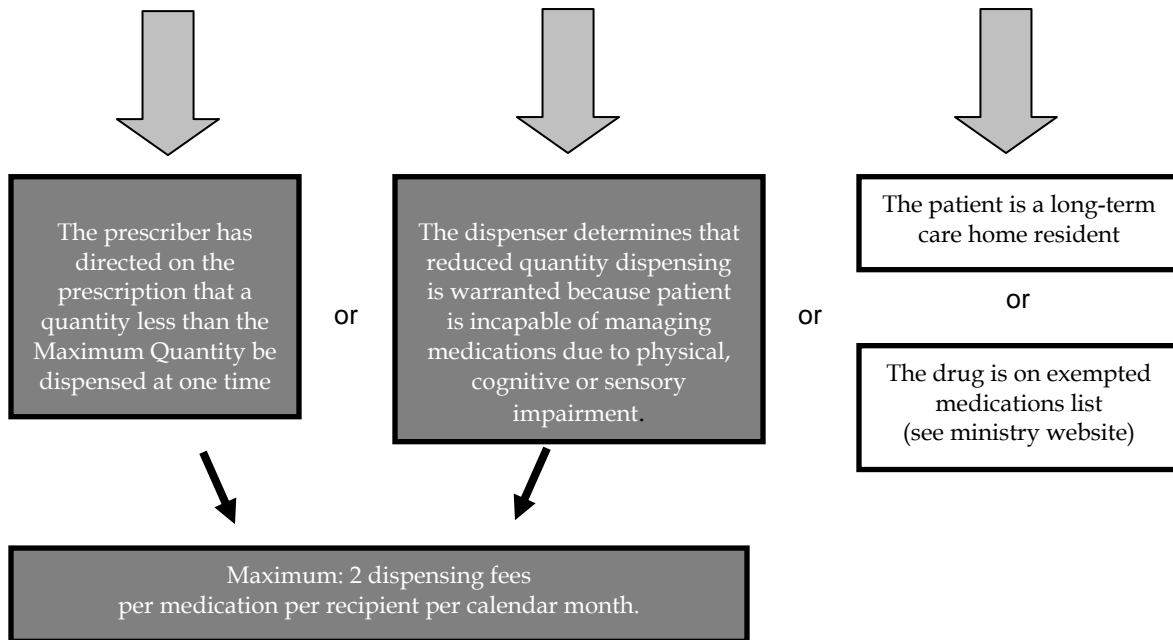 The prescriber has
directed on the
prescription that a
quantity less than the
Maximum Quantity be
dispensed at one time
or
The dispenser determines that
reduced quantity dispensing
is warranted because patient
is incapable of managing
medications due to physical,
cognitive or sensory
impairment.
or
The patient is a long-term
care home resident
or
The drug is on exempted
medications list
(see ministry website)
Maximum: 2 dispensing fees
per medication per recipient per calendar month.